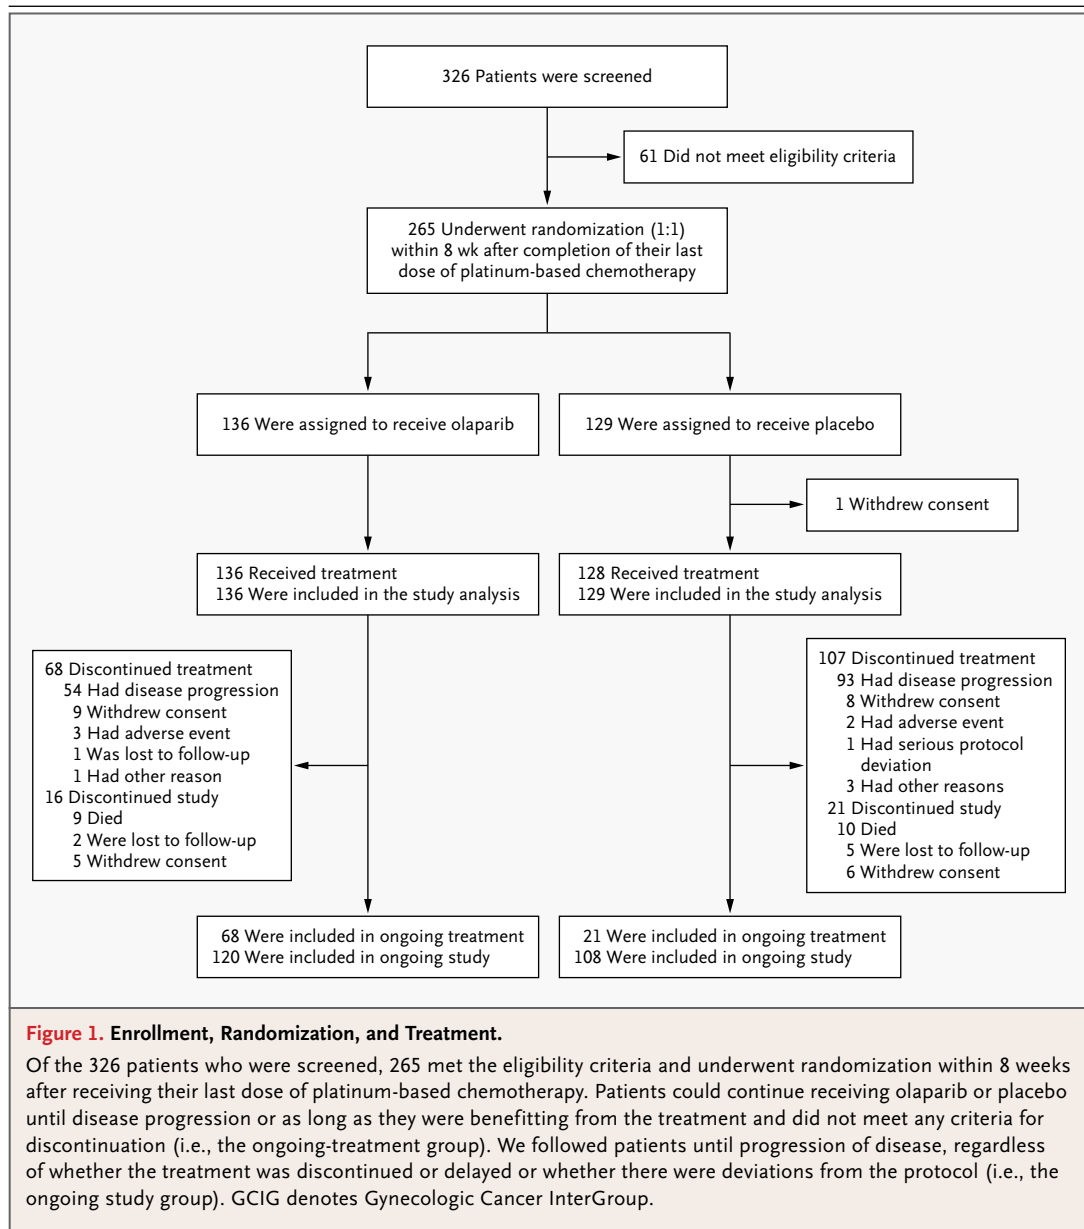 326 Patients were screened
61 Did not meet eligibility criteria
265 Underwent randomization (1:1)
within 8 wk after completion of their last
dose of platinum-based chemotherapy
136 Were assigned to receive olaparib
129 Were assigned to receive placebo
1 Withdrew consent
136 Received treatment
136 Were included in the study analysis
128 Received treatment
129 Were included in the study analysis
68 Discontinued treatment
54 Had disease progression
9 Withdrew consent
3 Had adverse event
1 Was lost to follow-up
1 Had other reason
16 Discontinued study
9 Died
2 Were lost to follow-up
5 Withdrew consent
107 Discontinued treatment
93 Had disease progression
8 Withdrew consent
2 Had adverse event
1 Had serious protocol
deviation
3 Had other reasons
21 Discontinued study
10 Died
5 Were lost to follow-up
6 Withdrew consent
68 Were included in ongoing treatment
120 Were included in ongoing study
21 Were included in ongoing treatment
108 Were included in ongoing study
Figure 1. Enrollment, Randomization, and Treatment.
Of the 326 patients who were screened, 265 met the eligibility criteria and underwent randomization within 8 weeks
after receiving their last dose of platinum-based chemotherapy. Patients could continue receiving olaparib or placebo
until disease progression or as long as they were benefitting from the treatment and did not meet any criteria for
discontinuation (i.e., the ongoing-treatment group). We followed patients until progression of disease, regardless
of whether the treatment was discontinued or delayed or whether there were deviations from the protocol (i.e., the
ongoing study group). GCIG denotes Gynecologic Cancer InterGroup.